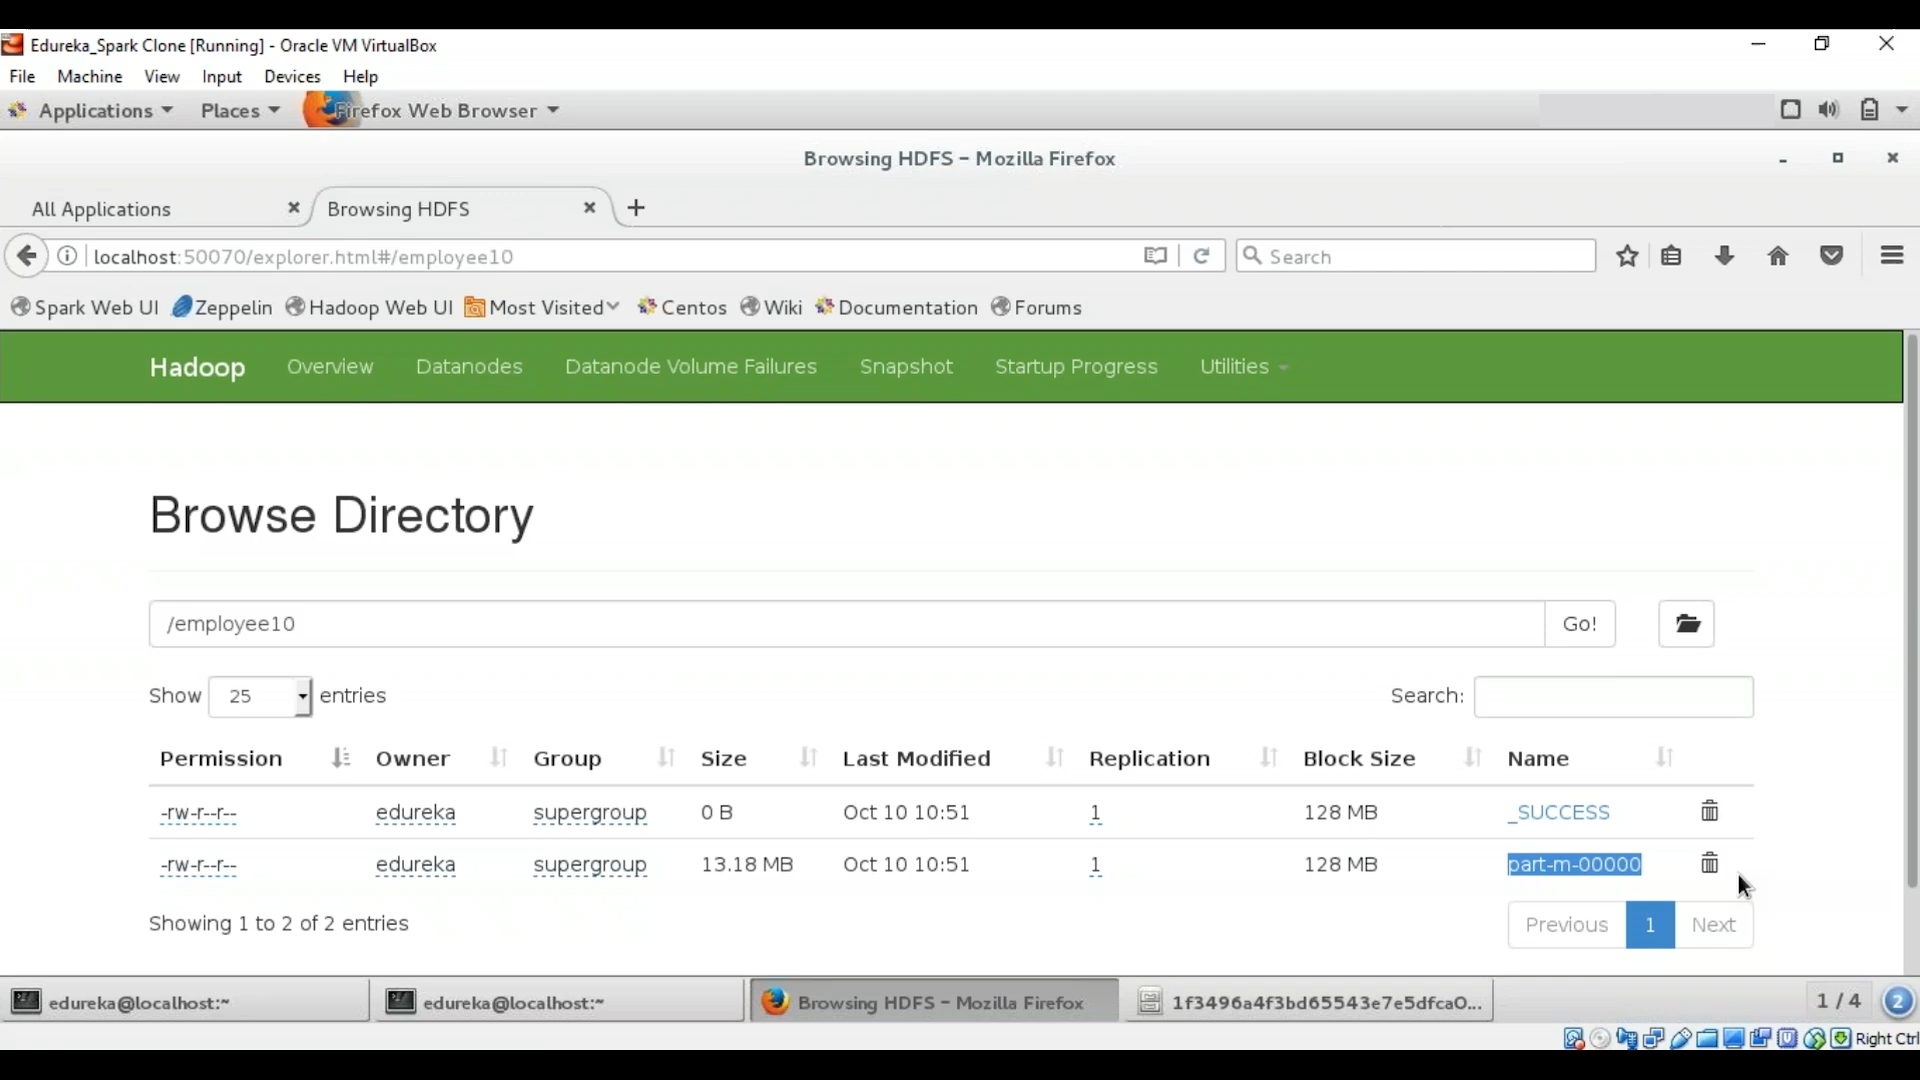 Edureka_Spark Clone [Running] - Oracle VM VirtualBox
File Machine View Input Devices Help
Applications Places Firefox Web Browser
Browsing HDFS – Mozilla Firefox
All Applications Browsing HDFS
localhost:50070/explorer.html#/employee10 Search
Spark Web UI Zeppelin Hadoop Web UI Most Visited Centos Wiki Documentation Forums
Hadoop Overview Datanodes Datanode Volume Failures Snapshot Startup Progress Utilities
Browse Directory
/employee10 Go!
Show 25 entries Search:
Permission Owner Group Size Last Modified Replication Block Size Name
-rw-r--r-- edureka supergroup 0 B Oct 10 10:51 1 128 MB _SUCCESS
-rw-r--r-- edureka supergroup 13.18 MB Oct 10 10:51 1 128 MB part-m-00000
Showing 1 to 2 of 2 entries Previous 1 Next
edureka@localhost:~ edureka@localhost:~ Browsing HDFS – Mozilla Firefox 1f3496a4f3bd65543e7e5dfca0... 1 / 4 2
Right Ctrl